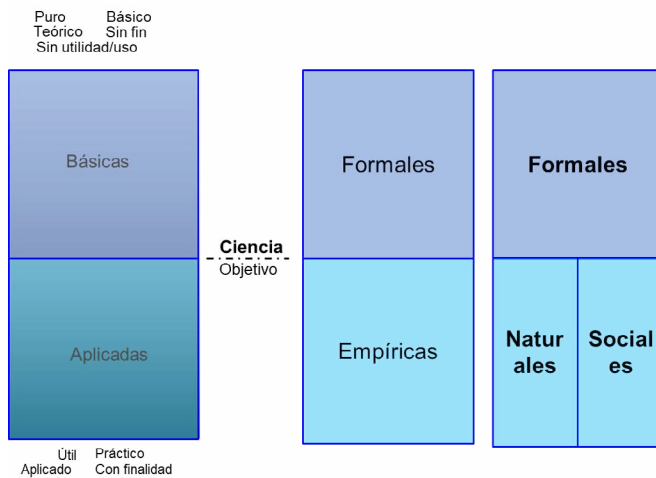 Puro Básico
Teórico Sin fin
Sin utilidad/uso
Básicas
Aplicadas
Útil Práctico
Aplicado Con finalidad
Ciencia
Objetivo
Formales
Empíricas
Formales
Natur
ales
Social
es